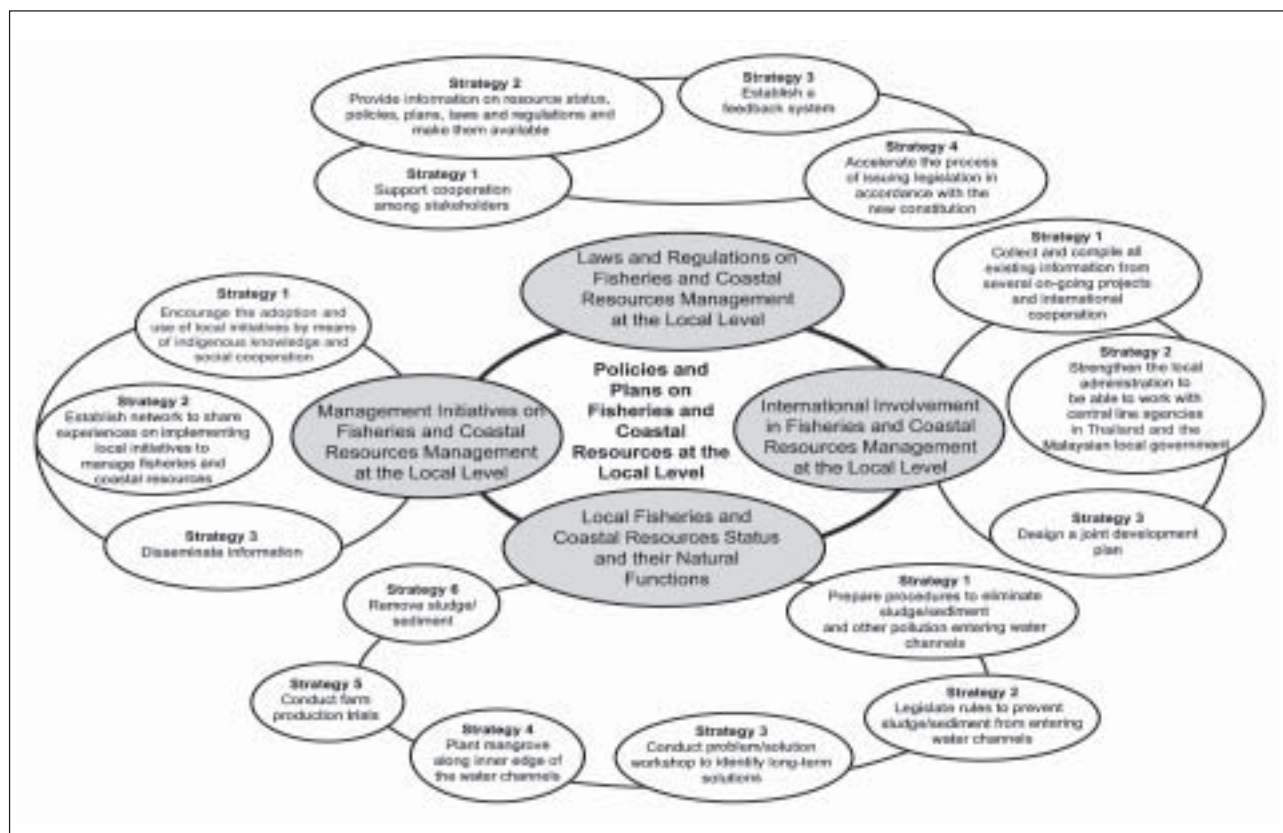 Strategy 2
Provide information on resource status,
policies, plans, laws and regulations and
make them available
Strategy 3
Establish a
feedback system
Strategy 1
Support cooperation
among stakeholders
Strategy 4
Accelerate the process
of issuing legislation in
accordance with the
new constitution
Laws and Regulations on
Fisheries and Coastal
Resources Management
at the Local Level
Strategy 1
Collect and compile all
existing information from
several on-going projects
and international
cooperation
Strategy 2
Strengthen the local
administration to
be able to work with
central line agencies
in Thailand and the
Malaysian local government
Strategy 3
Design a joint development
plan
International Involvement
in Fisheries and Coastal
Resources Management
at the Local Level
Policies and
Plans on
Fisheries and
Coastal
Resources at the
Local Level
Strategy 1
Encourage the adoption and
use of local initiatives by means
of indigenous knowledge and
social cooperation
Strategy 2
Establish network to share
experiences on implementing
local initiatives to
manage fisheries and
coastal resources
Strategy 3
Disseminate information
Management Initiatives on
Fisheries and Coastal
Resources Management
at the Local Level
Local Fisheries and
Coastal Resources Status
and their Natural
Functions
Strategy 1
Prepare procedures to eliminate
sludge/sediment
and other pollution entering water
channels
Strategy 2
Legislate rules to prevent
sludge/sediment from entering
water channels
Strategy 3
Conduct problem/solution
workshop to identify long-term
solutions
Strategy 4
Plant mangrove
along inner edge of
the water channels
Strategy 5
Conduct farm
production trials
Strategy 6
Remove sludge/
sediment